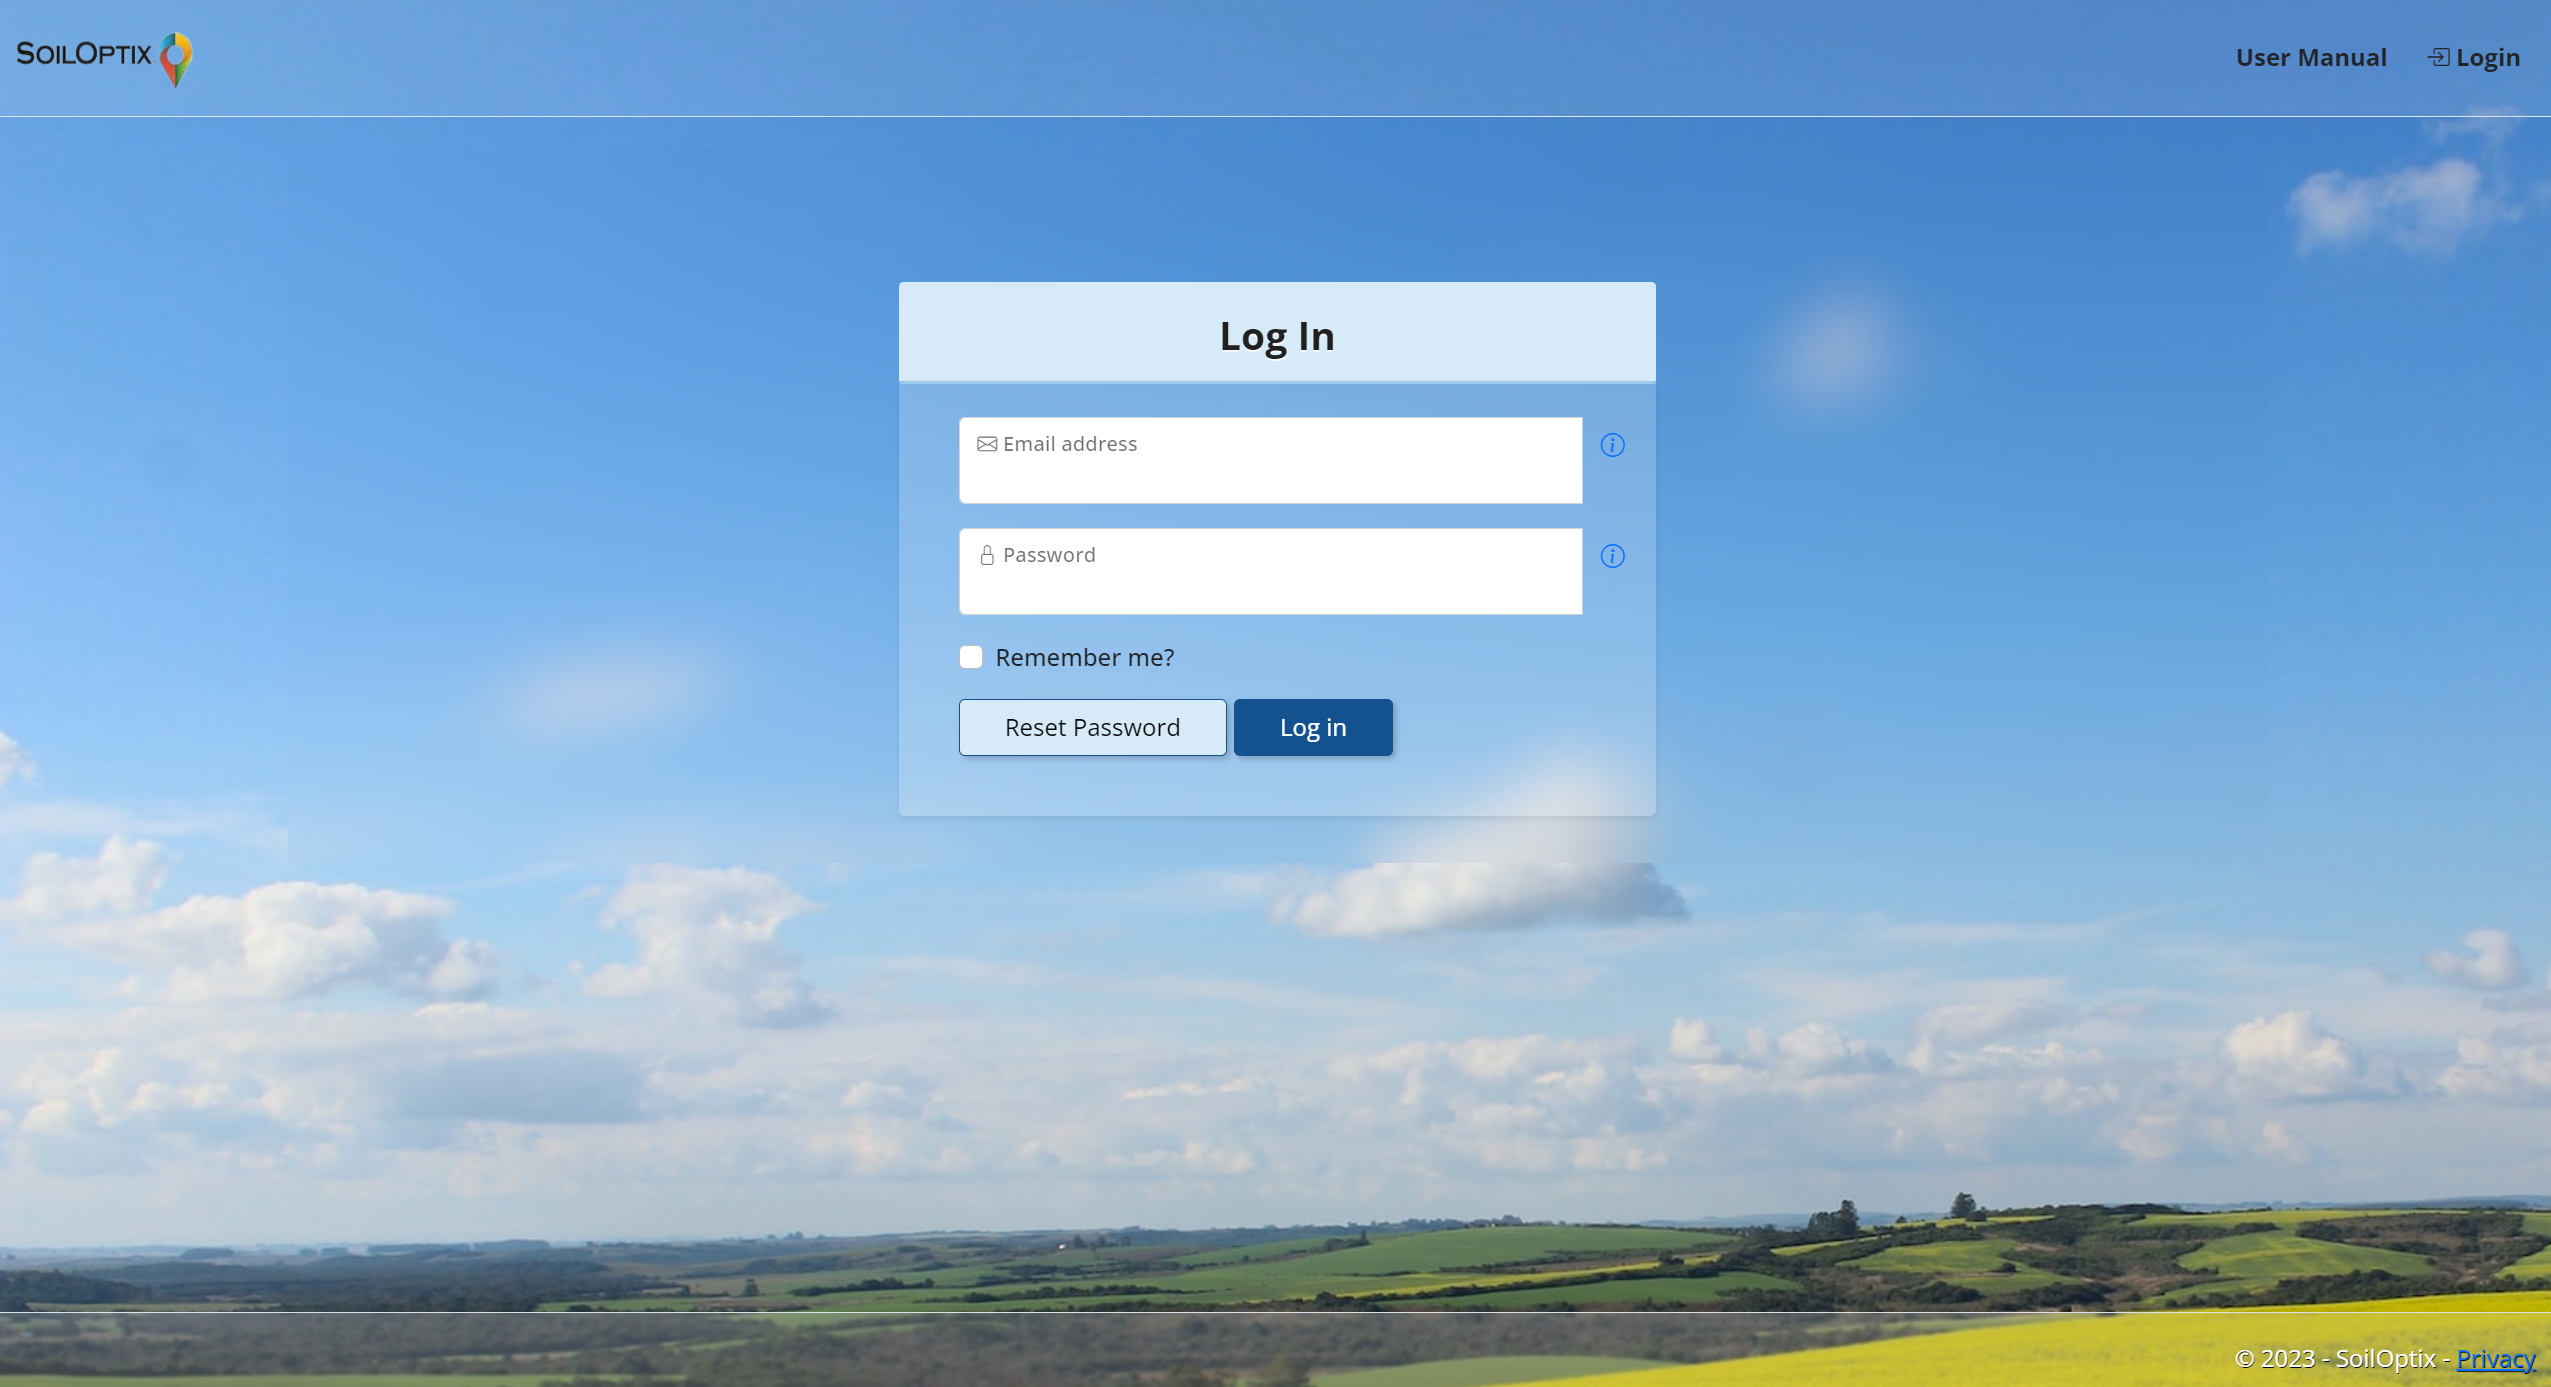 SOILOPTIX
User Manual
Login
Log In
Email address
Password
Remember me?
Reset Password
Log in
© 2023 - SoilOptix - Privacy